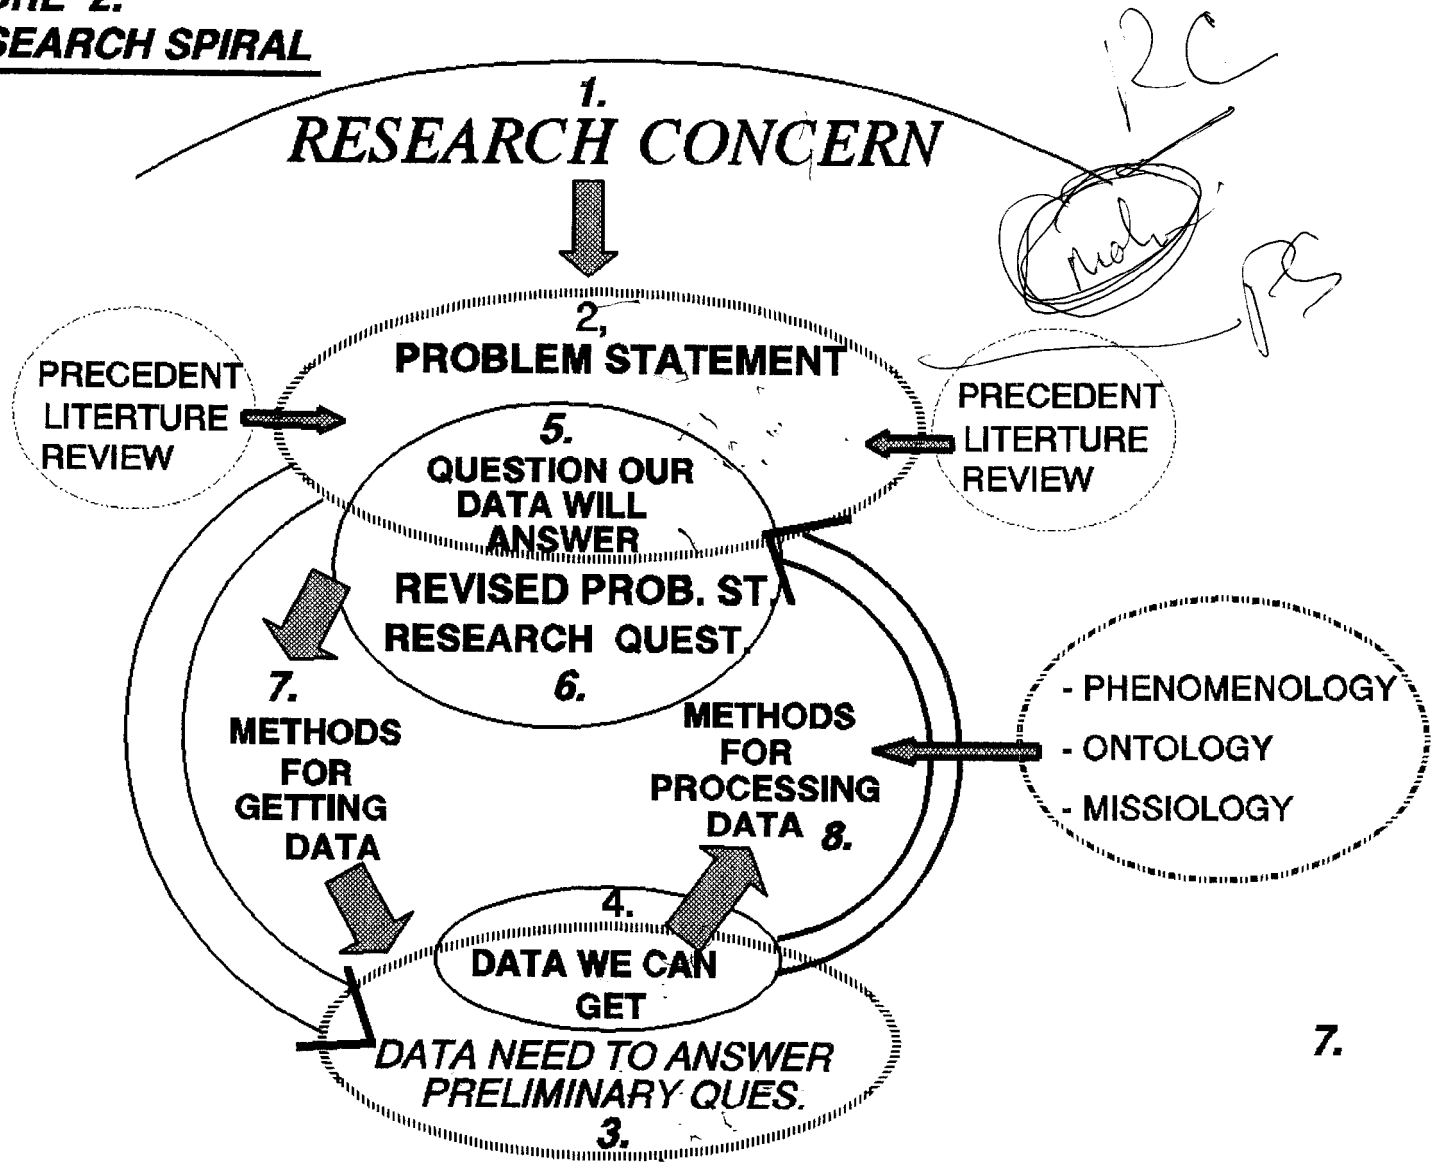 URE 2.
SEARCH SPIRAL
1.
RESEARCH CONCERN
RC
PS
2,
PROBLEM STATEMENT
PRECEDENT
LITERTURE
REVIEW
PRECEDENT
LITERTURE
REVIEW
5.
QUESTION OUR
DATA WILL
ANSWER
REVISED PROB. ST.
RESEARCH QUEST.
6.
7.
METHODS
FOR
GETTING
DATA
METHODS
FOR
PROCESSING
DATA 8.
- PHENOMENOLOGY
- ONTOLOGY
- MISSIOLOGY
4.
DATA WE CAN
GET
DATA NEED TO ANSWER
PRELIMINARY QUES.
3.
7.